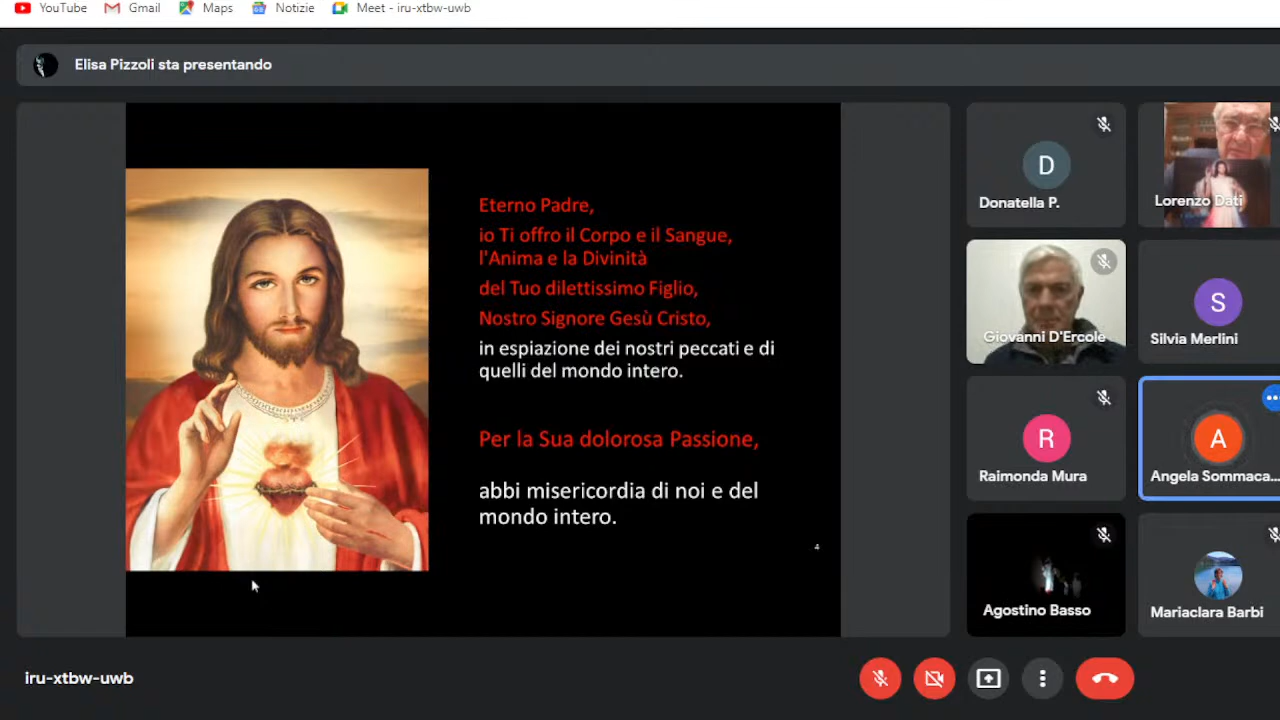 YouTube Gmail Maps Notizie Meet - iru-xtbw-uwb
Elisa Pizzoli sta presentando
Eterno Padre,
io Ti offro il Corpo e il Sangue,
l'Anima e la Divinità
del Tuo dilettissimo Figlio,
Nostro Signore Gesù Cristo,
in espiazione dei nostri peccati e di
quelli del mondo intero.
Per la Sua dolorosa Passione,
abbi misericordia di noi e del
mondo intero.
4
D
Donatella P.
Lorenzo Dati
Giovanni D'Ercole
S
Silvia Merlini
R
Raimonda Mura
A
Angela Sommaca...
Agostino Basso
Mariaclara Barbi
iru-xtbw-uwb